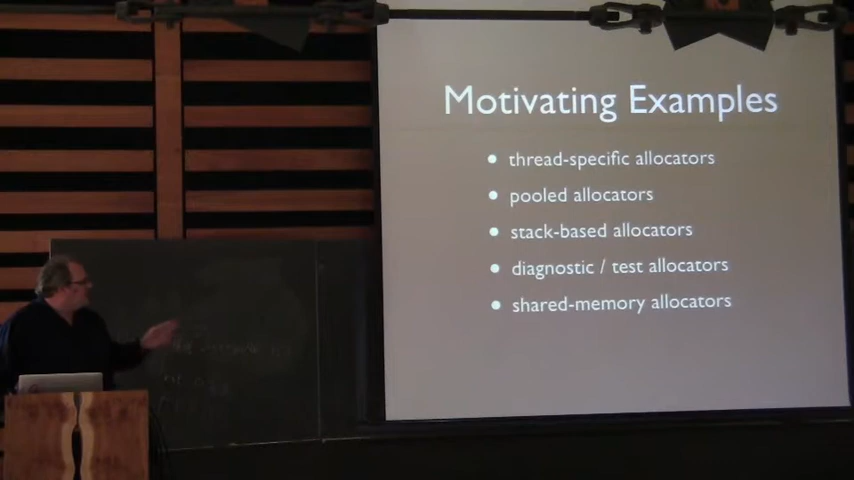 Motivating Examples
• thread-specific allocators
• pooled allocators
• stack-based allocators
• diagnostic / test allocators
• shared-memory allocators